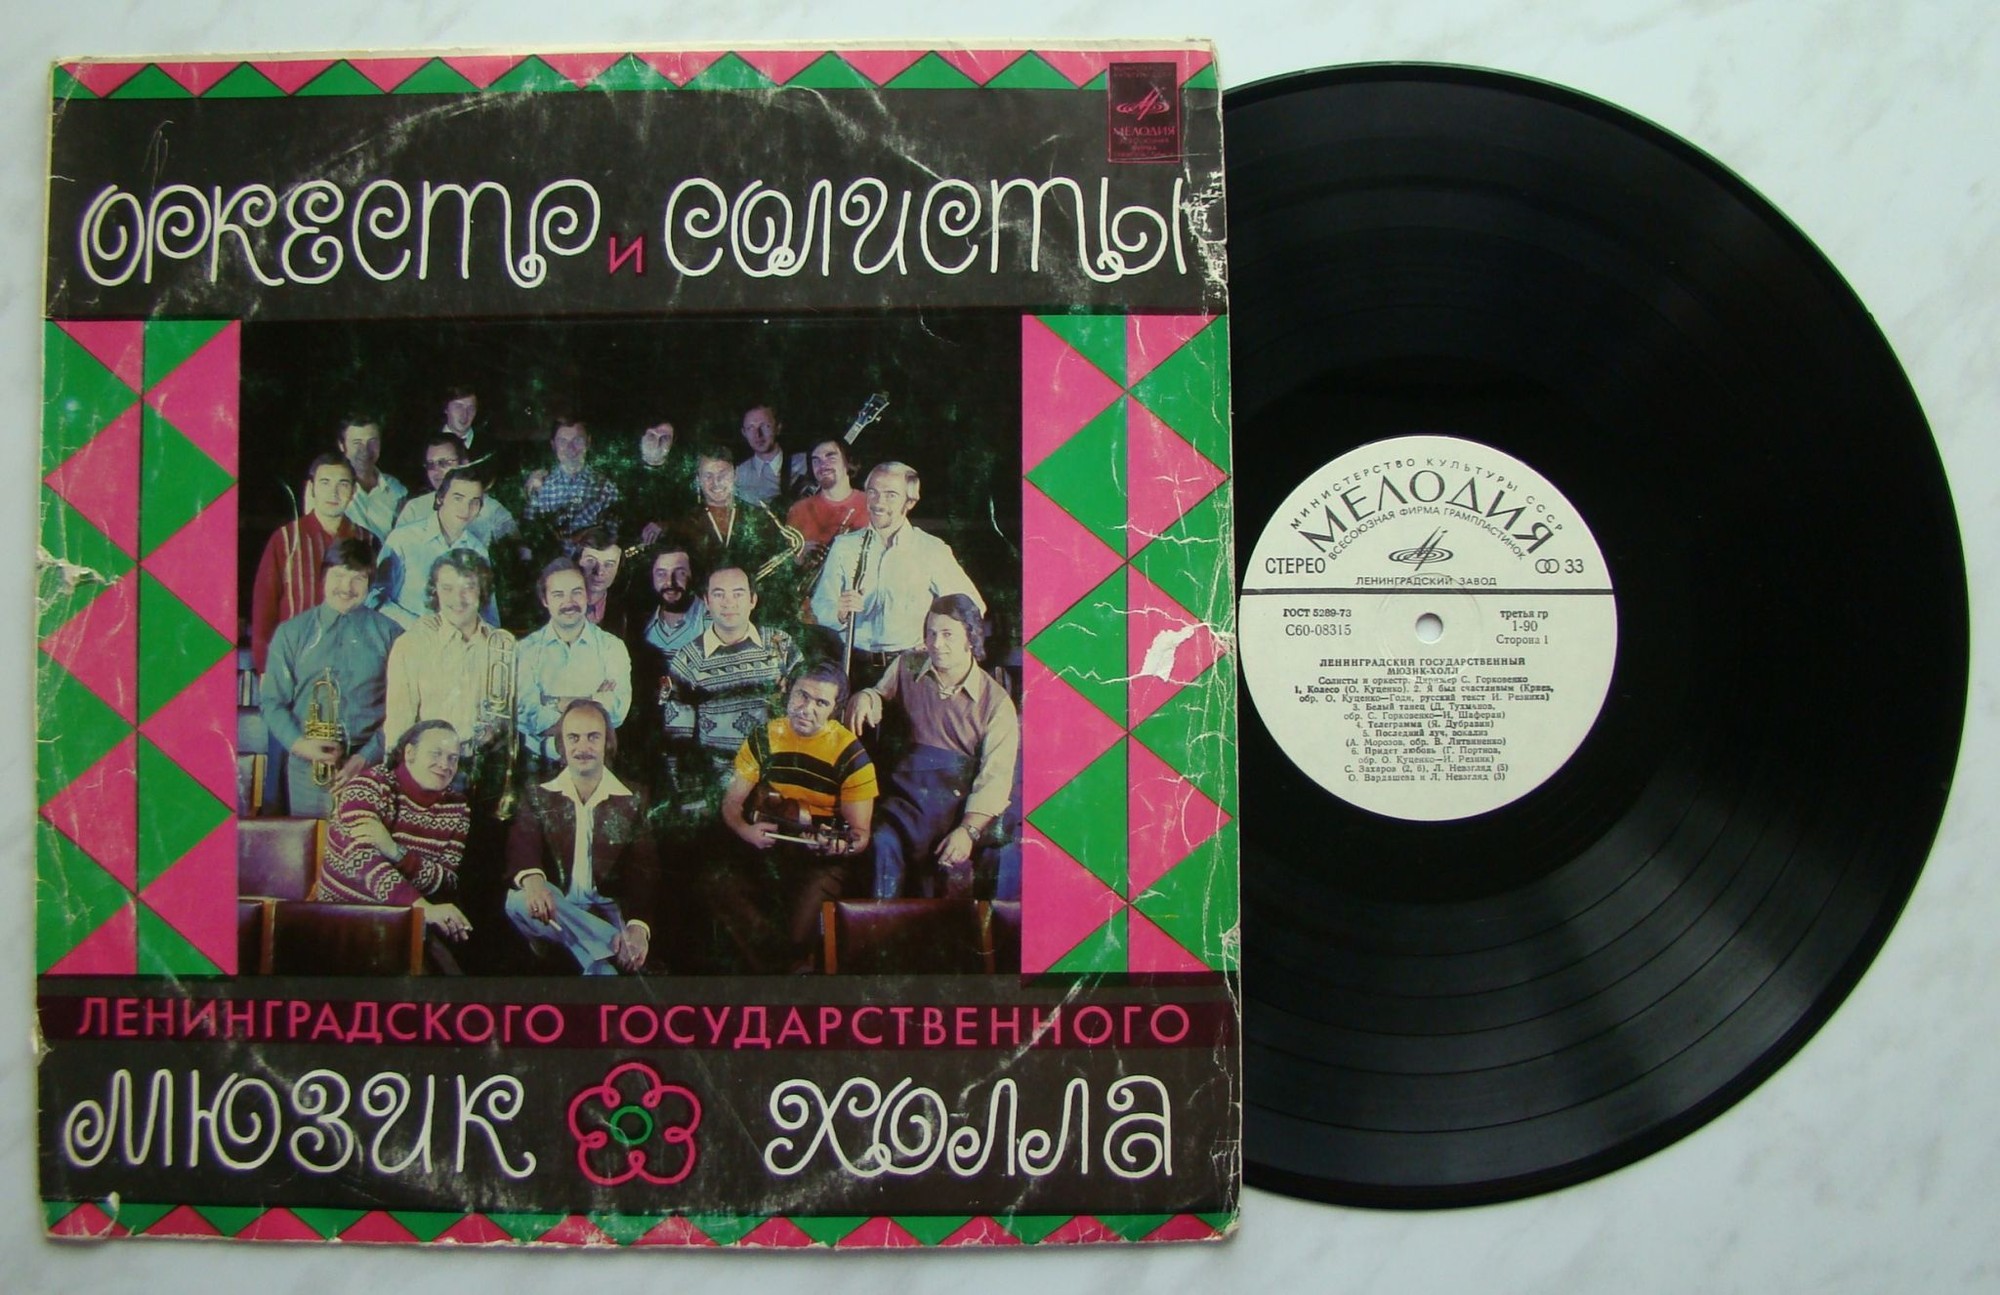 МЕЛОДИЯ
ОРКЕСТР и СОЛИСТЫ
ЛЕНИНГРАДСКОГО ГОСУДАРСТВЕННОГО
МЮЗИК ХОЛЛА
МИНИСТЕРСТВО КУЛЬТУРЫ СССР
МЕЛОДИЯ
ВСЕСОЮЗНАЯ ФИРМА ГРАМПЛАСТИНОК
СТЕРЕО 33
ЛЕНИНГРАДСКИЙ ЗАВОД
ГОСТ 5289-73 третья гр
С60-08315 1-90
Сторона 1
ЛЕНИНГРАДСКИЙ ГОСУДАРСТВЕННЫЙ
МЮЗИК-ХОЛЛ
Солисты и оркестр. Дирижер С. Горковенко
1. Колесо (О. Куценко). 2. Я был счастливым (Криев,
обр. О. Куценко—Годи, русский текст И. Резника)
3. Белый танец (Д. Тухманов,
обр. С. Горковенко—И. Шаферан)
4. Телеграмма (Я. Дубравин)
5. Последний луч, вокализ
(А. Морозов, обр. В. Литвиненко)
6. Придет любовь (Г. Портнов,
обр. О. Куценко—И. Резник)
С. Захаров (2, 6), Л. Невзгляд (5)
О. Вардашева и Л. Невзгляд (3)